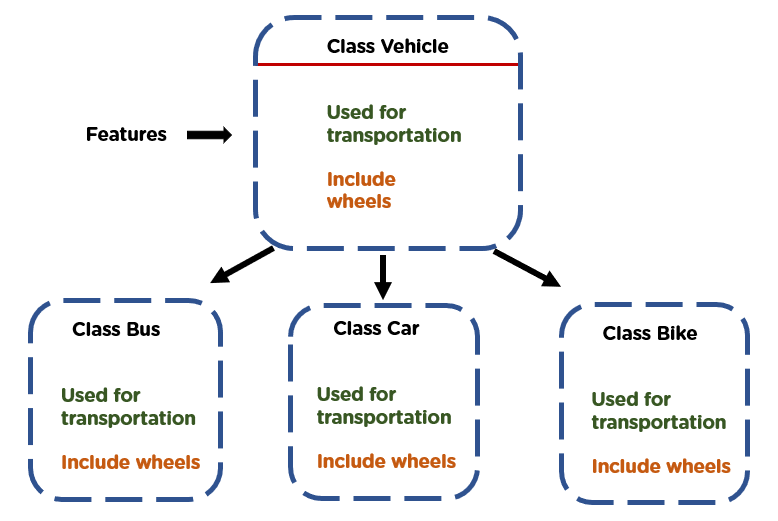 Class Vehicle
Used for
transportation
Features
Include
wheels
Class Bus
Used for
transportation
Include wheels
Class Car
Used for
transportation
Include wheels
Class Bike
Used for
transportation
Include wheels